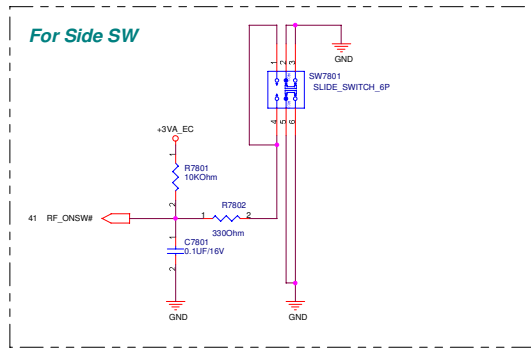 For Side SW
GND
1
2
3
SW7801
SLIDE_SWITCH_6P
4
5
6
+3VA_EC
1
R7801
10KOhm
2
41 RF_ONSW#
1
R7802
2
330Ohm
1
C7801
0.1UF/16V
2
GND
GND